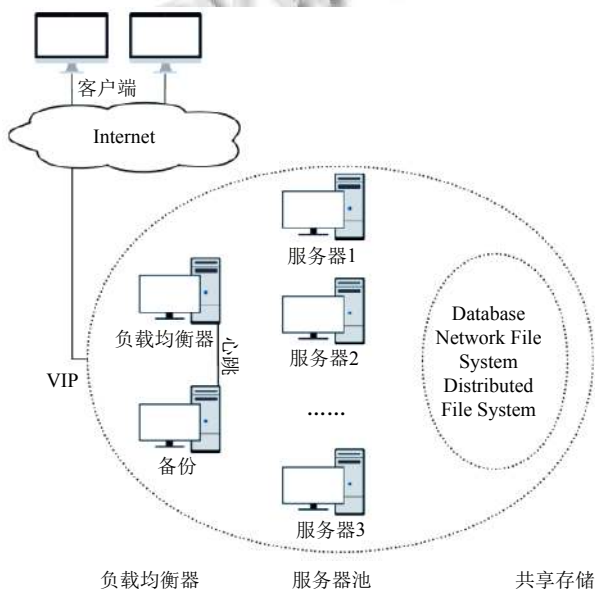 客户端
Internet
服务器1
负载均衡器
心跳
服务器2
VIP
备份
......
服务器3
Database
Network File
System
Distributed
File System
负载均衡器
服务器池
共享存储